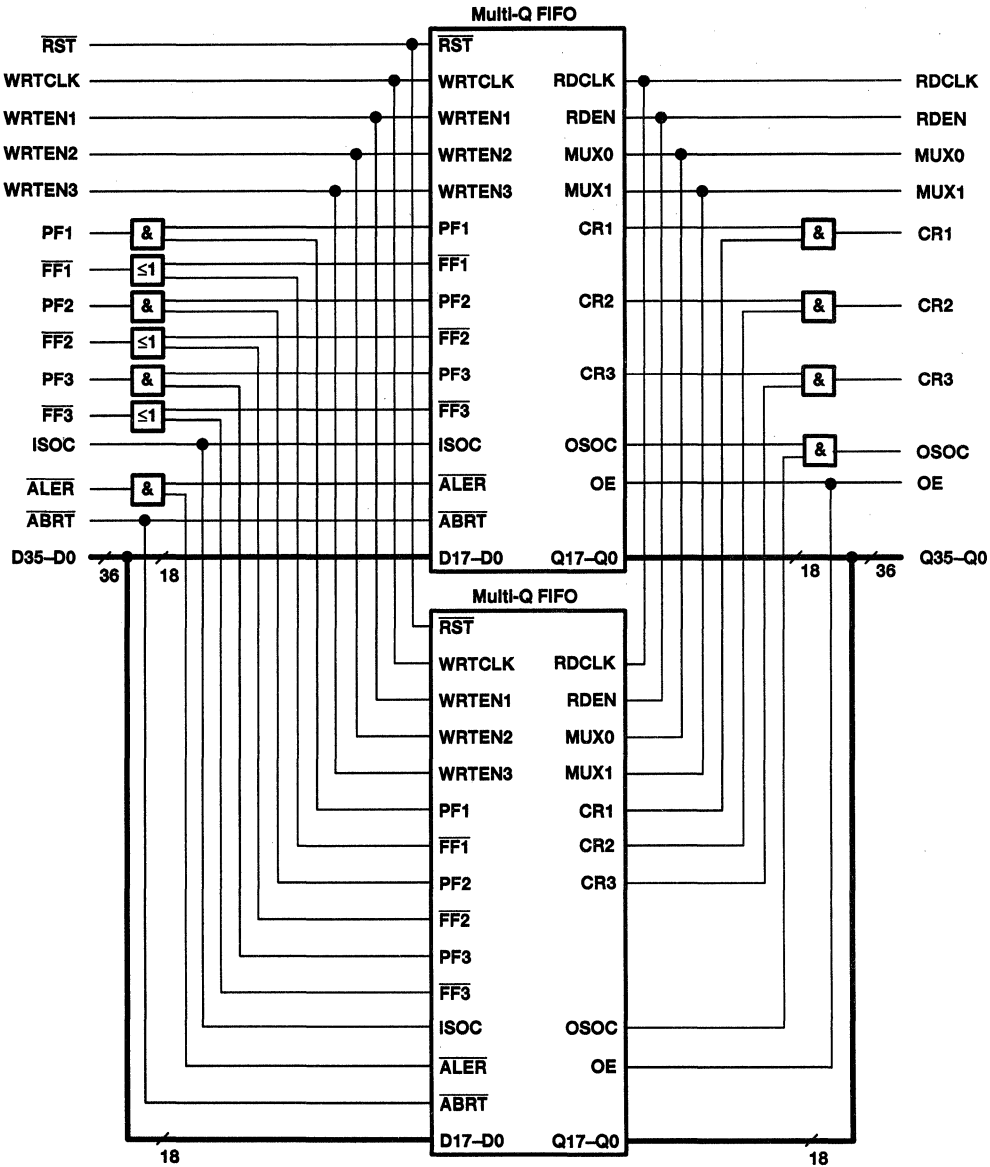 Multi-Q FIFO
RST RST
WRTCLK WRTCLK RDCLK RDCLK
WRTEN1 WRTEN1 RDEN RDEN
WRTEN2 WRTEN2 MUX0 MUX0
WRTEN3 WRTEN3 MUX1 MUX1
PF1 & PF1 CR1 & CR1
FF1 ≤1 FF1
PF2 & PF2 CR2 & CR2
FF2 ≤1 FF2
PF3 & PF3 CR3 & CR3
FF3 ≤1 FF3
ISOC ISOC OSOC & OSOC
ALER & ALER OE OE
ABRT ABRT
D35–D0 D17–D0 Q17–Q0 Q35–Q0
36 18 18 36
Multi-Q FIFO
RST
WRTCLK RDCLK
WRTEN1 RDEN
WRTEN2 MUX0
WRTEN3 MUX1
PF1 CR1
FF1 CR2
PF2 CR3
FF2
PF3
FF3
ISOC OSOC
ALER OE
ABRT
D17–D0 Q17–Q0
18 18